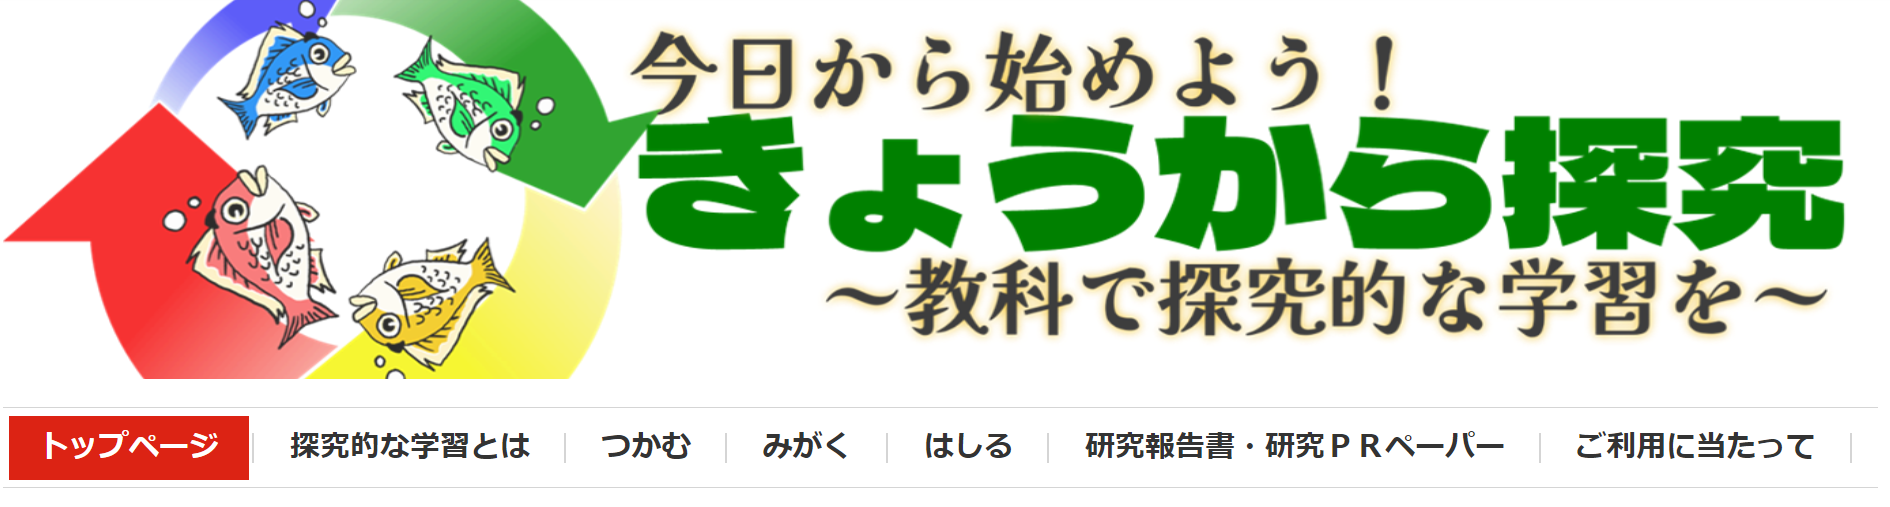 今日から始めよう！
きょうから探究
～教科で探究的な学習を～
トップページ
探究的な学習とは
つかむ
みがく
はしる
研究報告書・研究ＰＲペーパー
ご利用に当たって